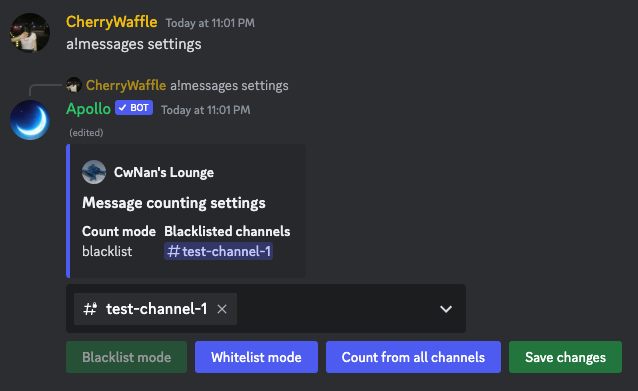 CherryWaffle Today at 11:01 PM
a!messages settings
CherryWaffle a!messages settings
Apollo ✓ BOT Today at 11:01 PM
(edited)
CwNan's Lounge
Message counting settings
Count mode Blacklisted channels
blacklist #test-channel-1
# test-channel-1 ×
Blacklist mode Whitelist mode Count from all channels Save changes